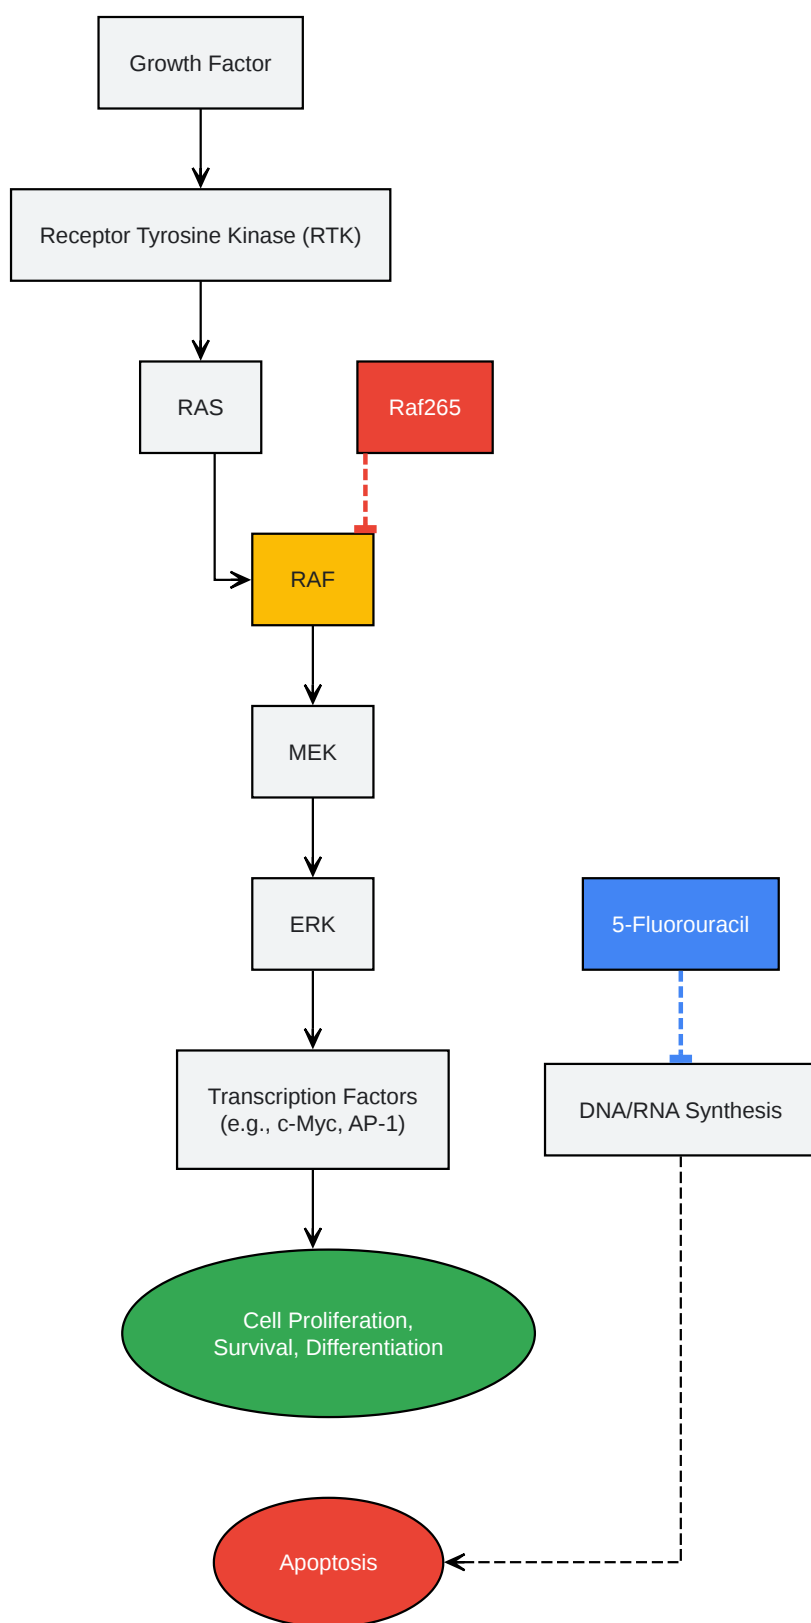 Growth Factor
Receptor Tyrosine Kinase (RTK)
RAS
Raf265
RAF
MEK
ERK
5-Fluorouracil
Transcription Factors
(e.g., c-Myc, AP-1)
DNA/RNA Synthesis
Cell Proliferation,
Survival, Differentiation
Apoptosis